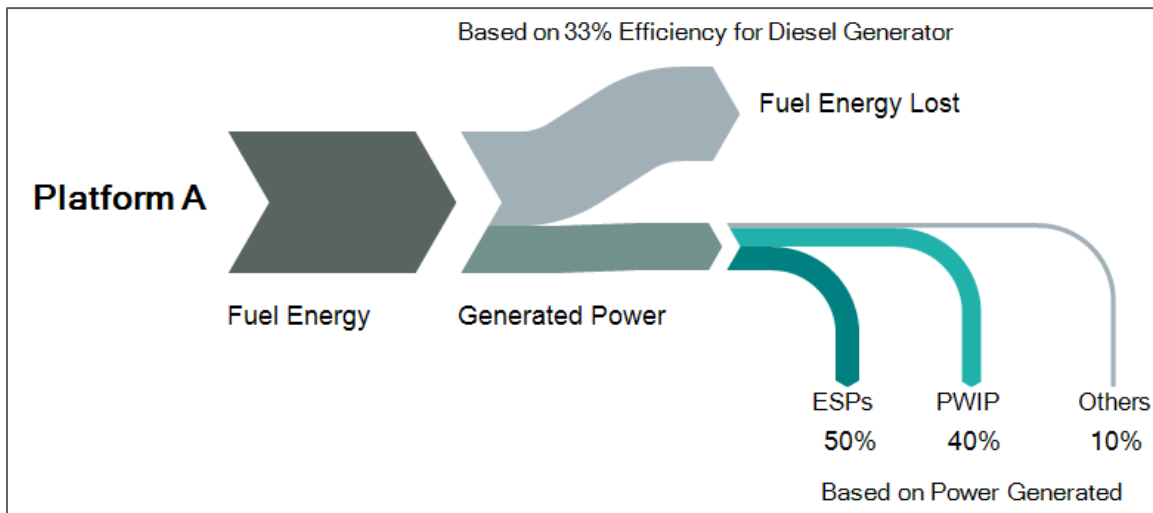 Based on 33% Efficiency for Diesel Generator
Fuel Energy Lost
Platform A
Fuel Energy
Generated Power
ESPs
PWIP
Others
50%
40%
10%
Based on Power Generated